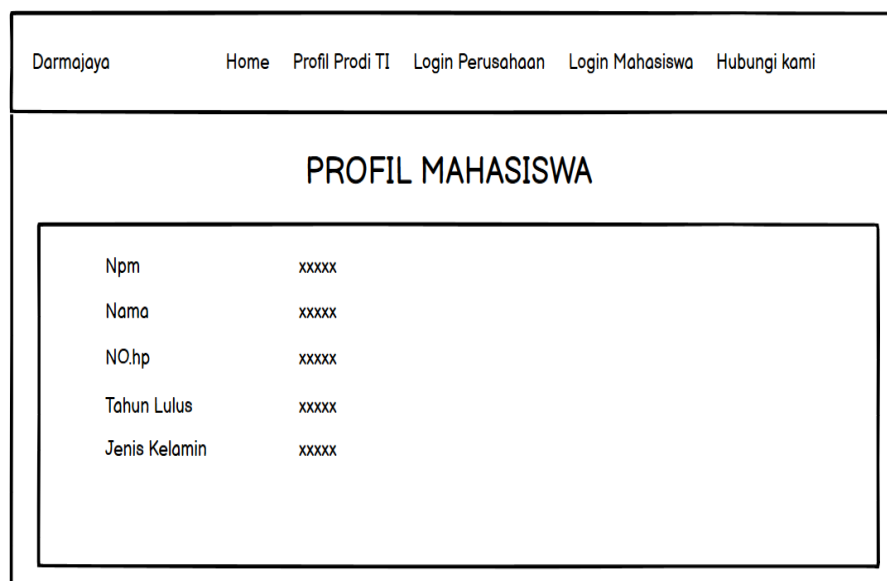 Darmajaya Home Profil Prodi TI Login Perusahaan Login Mahasiswa Hubungi kami
PROFIL MAHASISWA
Npm xxxxx
Nama xxxxx
NO.hp xxxxx
Tahun Lulus xxxxx
Jenis Kelamin xxxxx